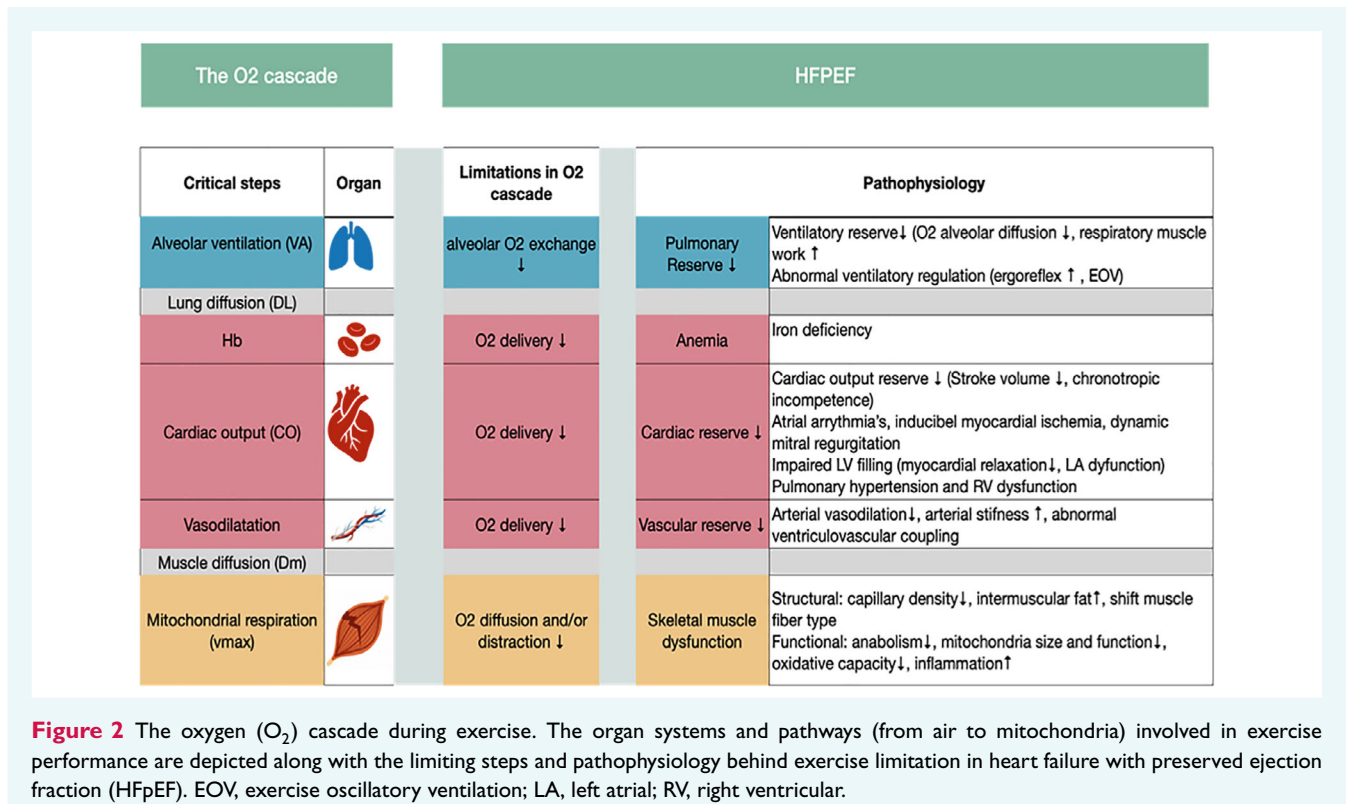 The O2 cascade
HFPEF
Critical steps
Organ
Limitations in O2
cascade
Pathophysiology
Alveolar ventilation (VA)
alveolar O2 exchange
↓
Pulmonary
Reserve ↓
Ventilatory reserve↓ (O2 alveolar diffusion ↓, respiratory muscle
work ↑
Abnormal ventilatory regulation (ergoreflex ↑ , EOV)
Lung diffusion (DL)
Hb
O2 delivery ↓
Anemia
Iron deficiency
Cardiac output (CO)
O2 delivery ↓
Cardiac reserve ↓
Cardiac output reserve ↓ (Stroke volume ↓, chronotropic
incompetence)
Atrial arrythmia's, inducibel myocardial ischemia, dynamic
mitral regurgitation
Impaired LV filling (myocardial relaxation↓, LA dyfunction)
Pulmonary hypertension and RV dysfunction
Vasodilatation
O2 delivery ↓
Vascular reserve ↓
Arterial vasodilation↓, arterial stifness ↑, abnormal
ventriculovascular coupling
Muscle diffusion (Dm)
Mitochondrial respiration
(vmax)
O2 diffusion and/or
distraction ↓
Skeletal muscle
dysfunction
Structural: capillary density↓, intermuscular fat↑, shift muscle
fiber type
Functional: anabolism↓, mitochondria size and function↓,
oxidative capacity↓, inflammation↑
Figure 2 The oxygen (O₂) cascade during exercise. The organ systems and pathways (from air to mitochondria) involved in exercise
performance are depicted along with the limiting steps and pathophysiology behind exercise limitation in heart failure with preserved ejection
fraction (HFpEF). EOV, exercise oscillatory ventilation; LA, left atrial; RV, right ventricular.